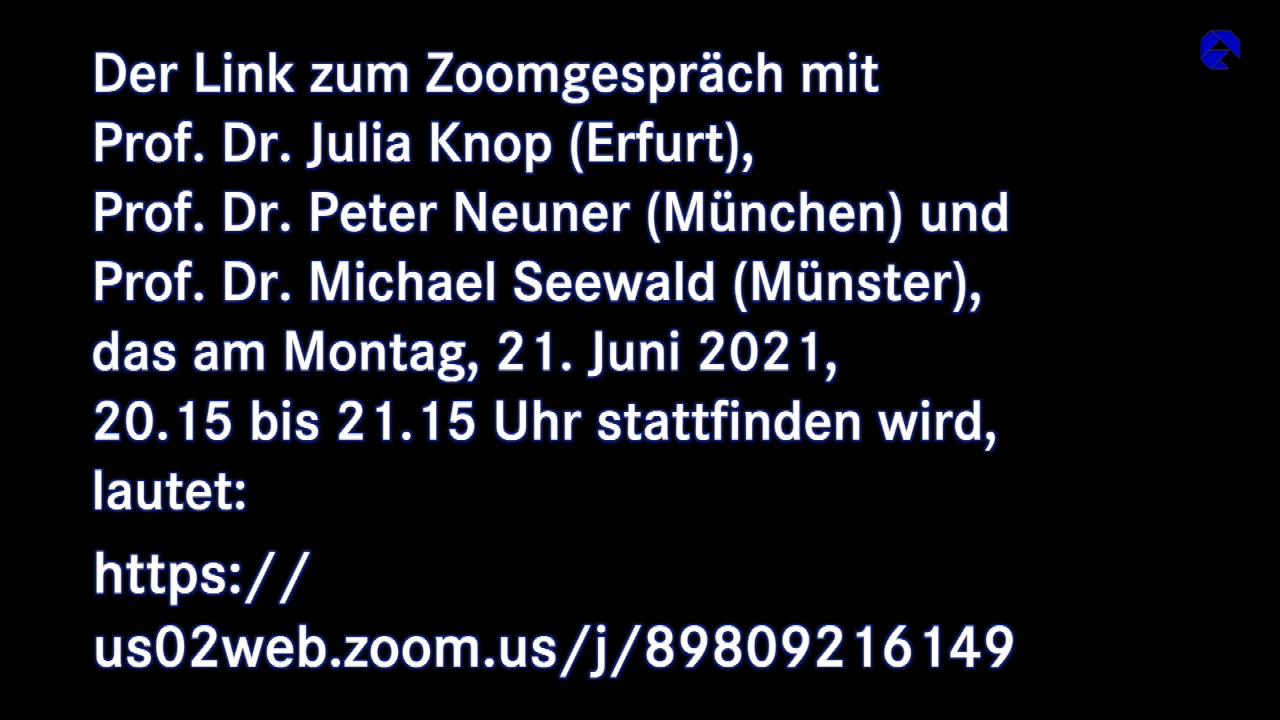 Der Link zum Zoomgespräch mit
Prof. Dr. Julia Knop (Erfurt),
Prof. Dr. Peter Neuner (München) und
Prof. Dr. Michael Seewald (Münster),
das am Montag, 21. Juni 2021,
20.15 bis 21.15 Uhr stattfinden wird,
lautet:
https://
us02web.zoom.us/j/89809216149